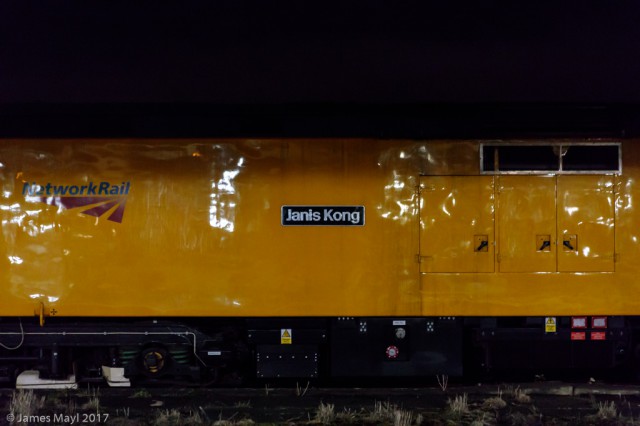 NetworkRail
Janis Kong
© James Mayl 2017